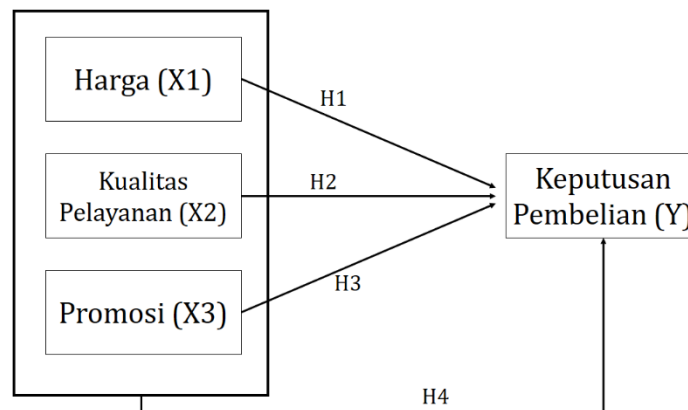 Harga (X1)
H1
Kualitas
Pelayanan (X2)
H2
Keputusan
Pembelian (Y)
Promosi (X3)
H3
H4